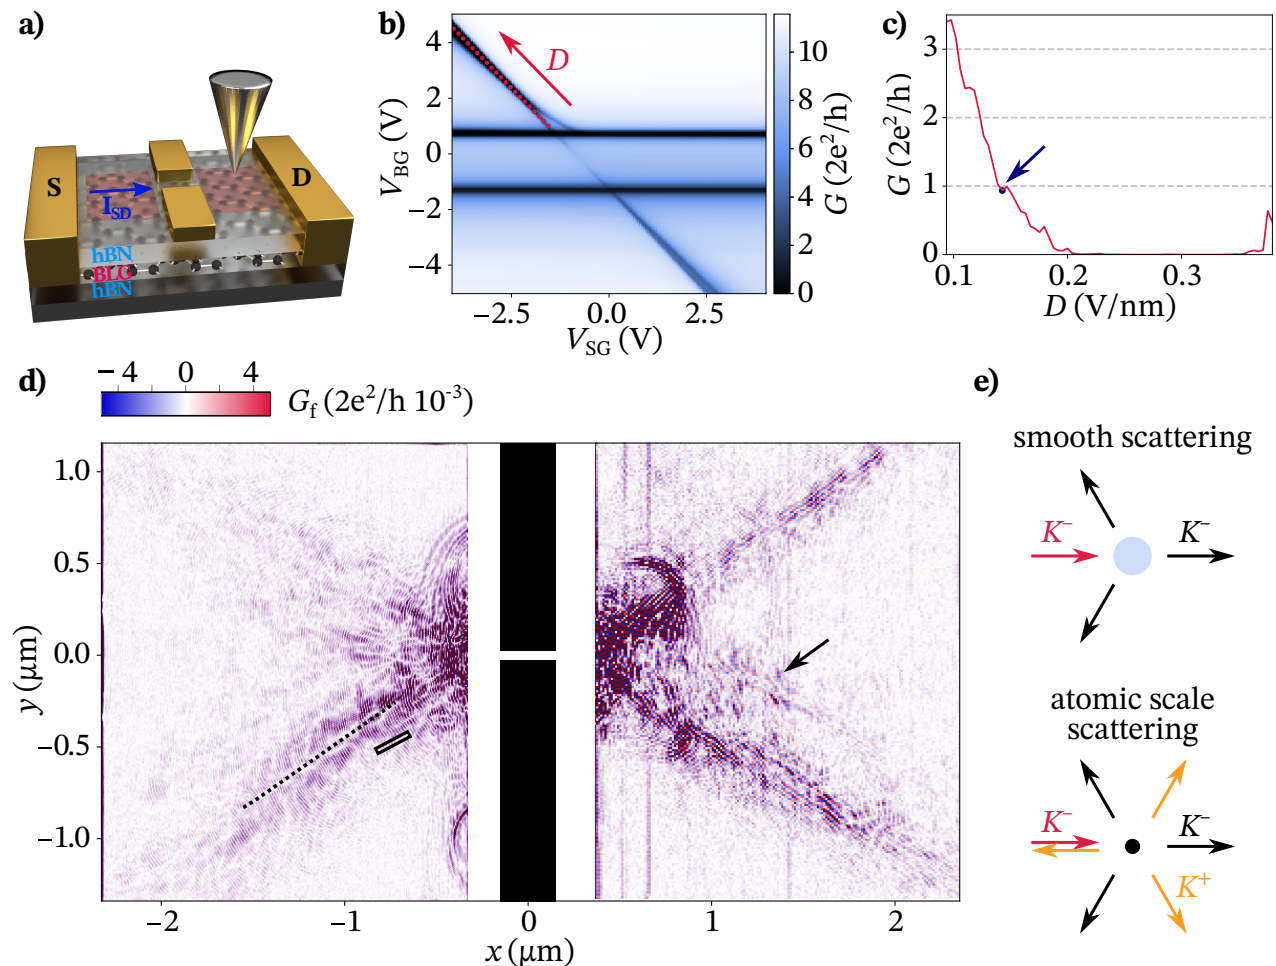 a)
S
D
I_SD
hBN
BLG
hBN
b)
4
2
0
−2
−4
V_BG (V)
−2.5
0.0
2.5
V_SG (V)
D
10
8
6
4
2
0
G (2e²/h)
c)
3
2
1
0
G (2e²/h)
0.1
0.2
0.3
D (V/nm)
d)
−4
0
4
G_f (2e²/h 10⁻³)
1.0
0.5
0.0
−0.5
−1.0
y (μm)
−2
−1
0
1
2
x (μm)
e)
smooth scattering
K⁻
K⁻
atomic scale
scattering
K⁻
K⁻
K⁺